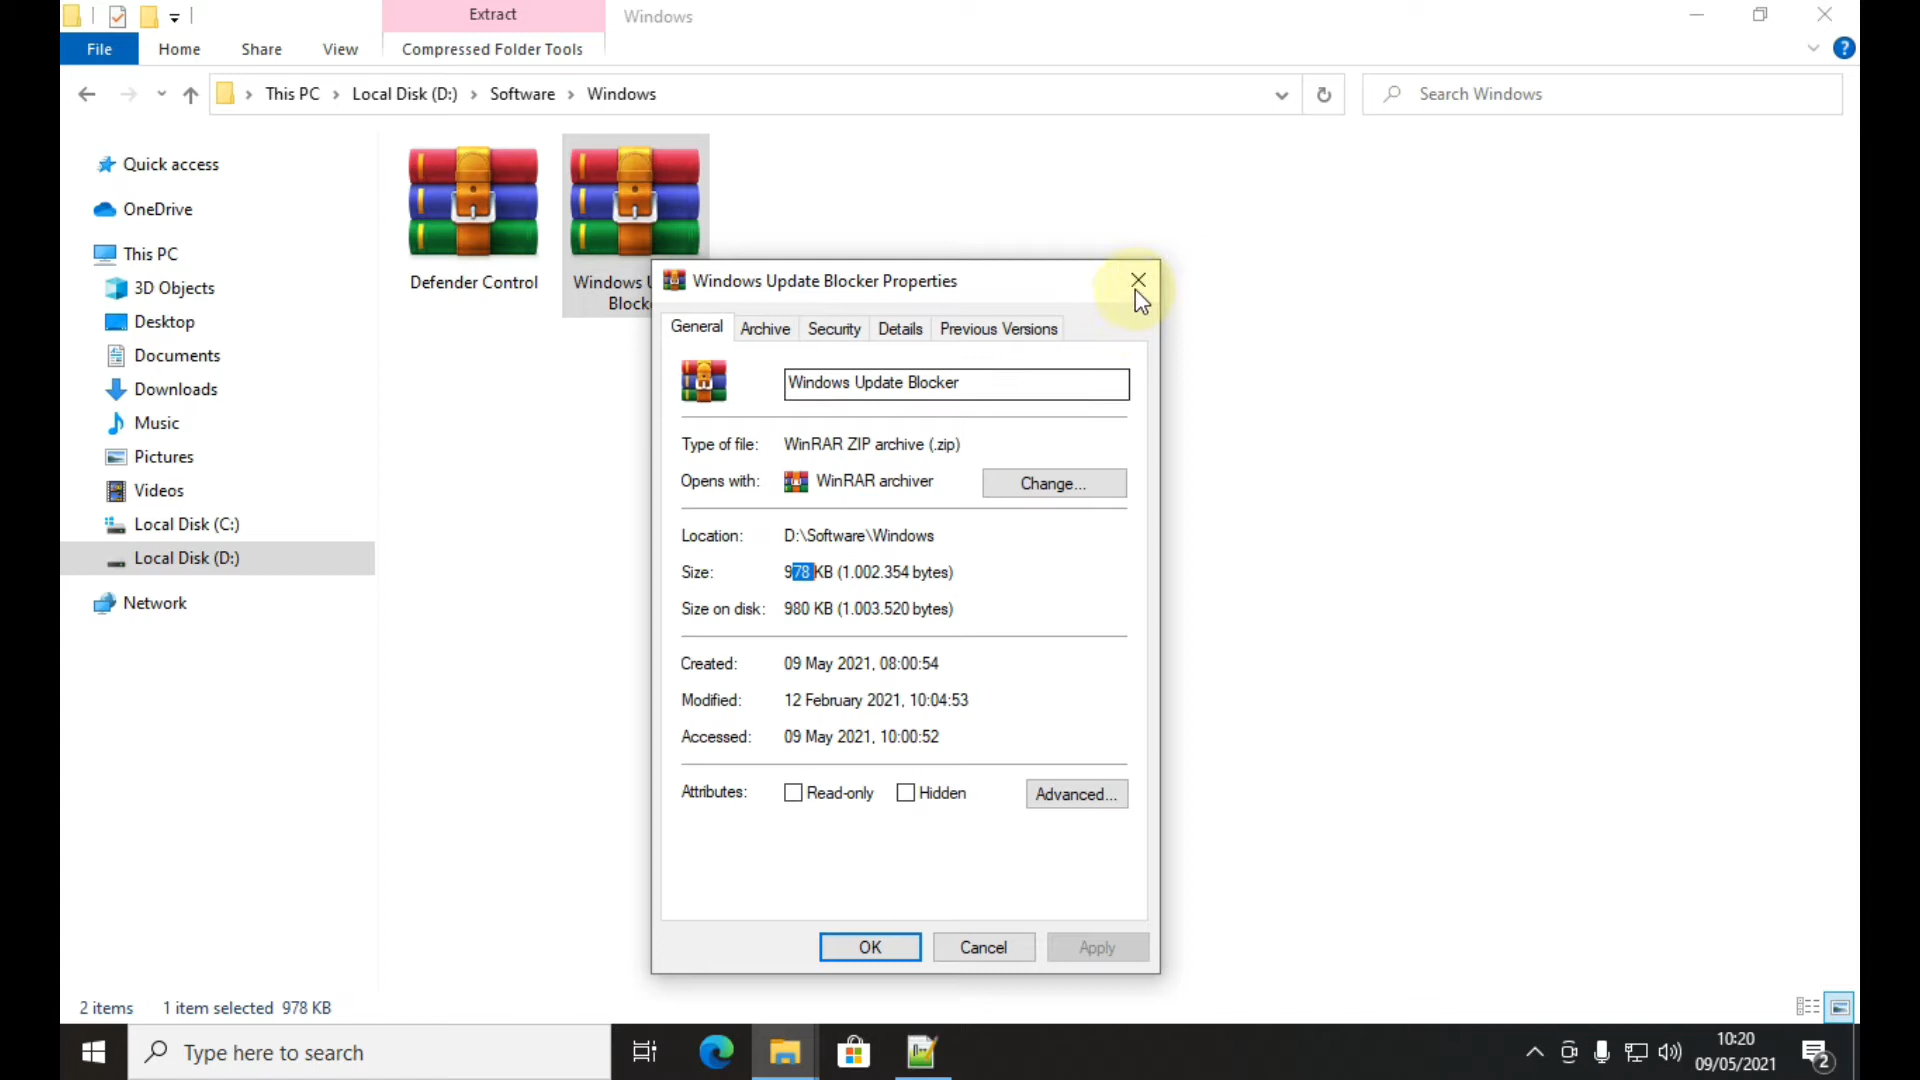 Extract
Windows
File
Home
Share
View
Compressed Folder Tools
?
This PC
Local Disk (D:)
Software
Windows
Search Windows
Quick access
OneDrive
This PC
3D Objects
Desktop
Documents
Downloads
Music
Pictures
Videos
Local Disk (C:)
Local Disk (D:)
Network
Defender Control
Windows U
Block
Windows Update Blocker Properties
General
Archive
Security
Details
Previous Versions
Windows Update Blocker
Type of file: WinRAR ZIP archive (.zip)
Opens with: WinRAR archiver
Change...
Location: D:\Software\Windows
Size: 978 KB (1.002.354 bytes)
Size on disk: 980 KB (1.003.520 bytes)
Created: 09 May 2021, 08:00:54
Modified: 12 February 2021, 10:04:53
Accessed: 09 May 2021, 10:00:52
Attributes: Read-only Hidden
Advanced...
OK
Cancel
Apply
2 items
1 item selected 978 KB
Type here to search
10:20
09/05/2021
2